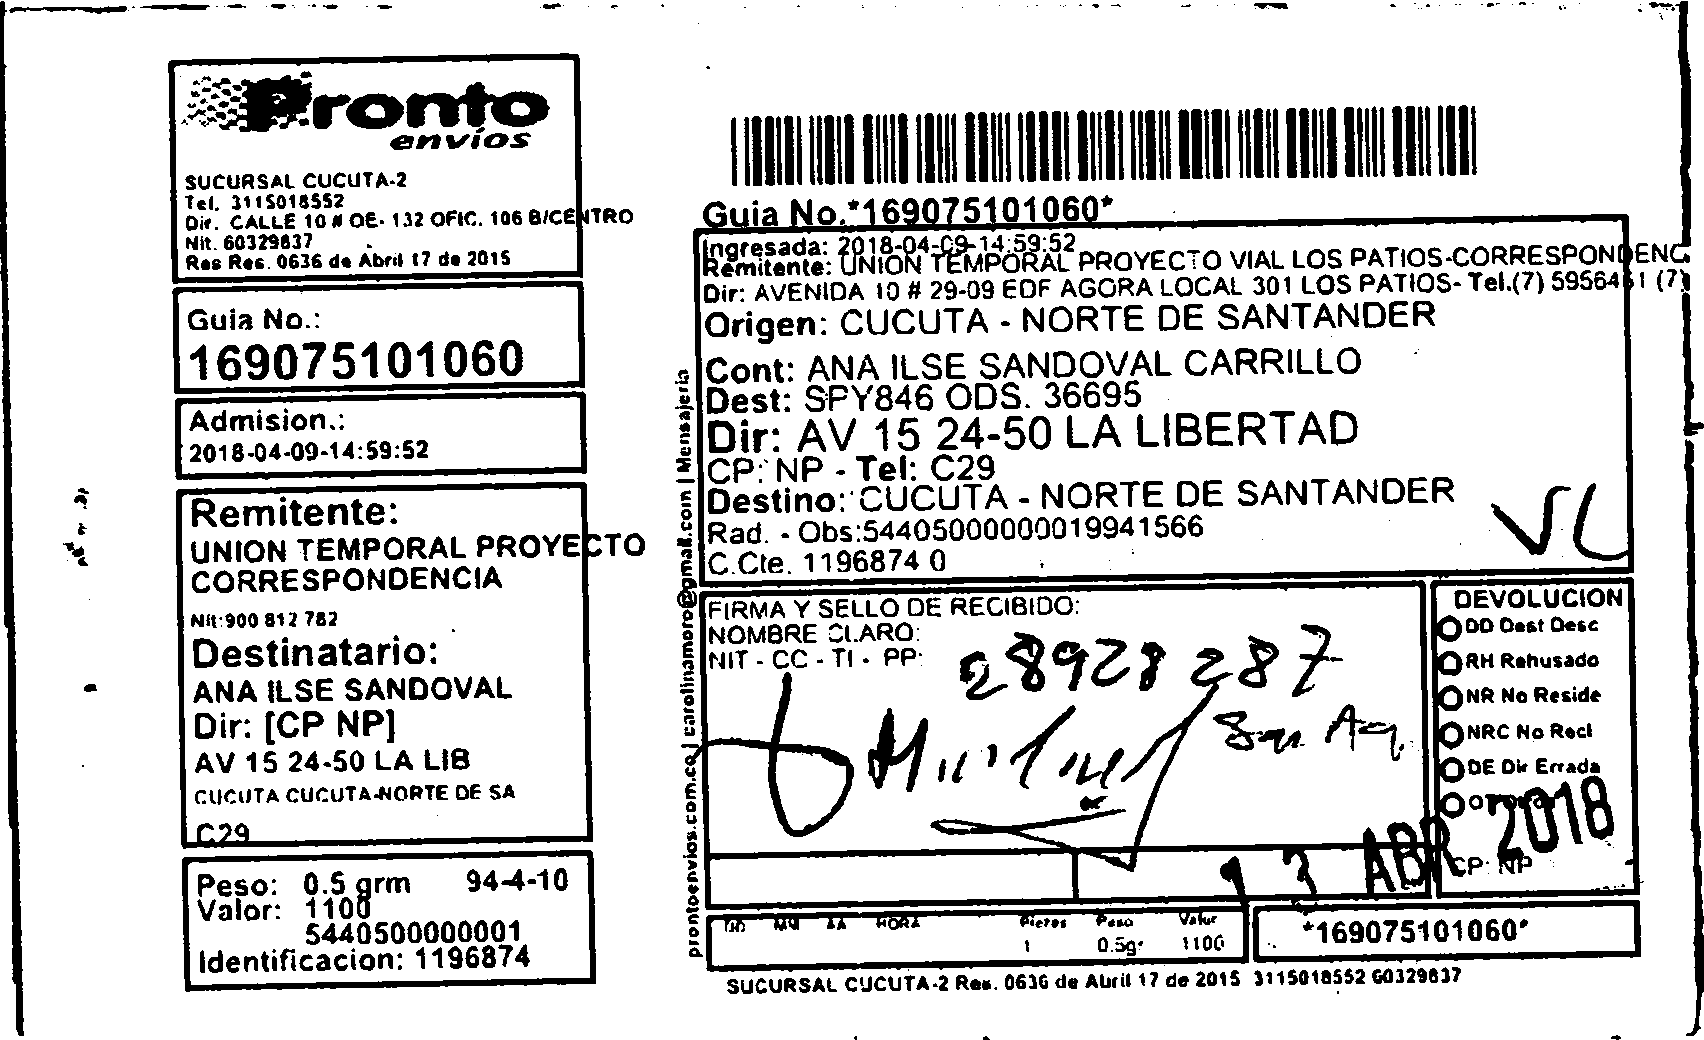 Pronto
envíos
SUCURSAL CUCUTA-2
Tel. 3115018552
Dir. CALLE 10 # OE- 132 OFIC. 106 B/CENTRO
Nit. 60329837
Res Res. 0636 de Abril 17 de 2015
Guia No.:
169075101060
Admision.:
2018-04-09-14:59:52
Remitente:
UNION TEMPORAL PROYECTO
CORRESPONDENCIA
Nit:900 812 782
Destinatario:
ANA ILSE SANDOVAL
Dir: [CP NP]
AV 15 24-50 LA LIB
CUCUTA CUCUTA-NORTE DE SA
C29
Peso: 0.5 grm 94-4-10
Valor: 1100
5440500000001
Identificacion: 1196874
prontoenvios.com.co | carolinamoro@gmail.com | Mensajeria
Guia No.*169075101060*
Ingresada: 2018-04-09-14:59:52
Remitente: UNION TEMPORAL PROYECTO VIAL LOS PATIOS-CORRESPONDENC
Dir: AVENIDA 10 # 29-09 EDF AGORA LOCAL 301 LOS PATIOS- Tel.(7) 5956461 (7)
Origen: CUCUTA - NORTE DE SANTANDER
Cont: ANA ILSE SANDOVAL CARRILLO
Dest: SPY846 ODS. 36695
Dir: AV 15 24-50 LA LIBERTAD
CP: NP - Tel: C29
Destino: CUCUTA - NORTE DE SANTANDER
Rad. - Obs:54405000000019941566
C.Cte. 1196874 0
FIRMA Y SELLO DE RECIBIDO:
NOMBRE CLARO:
NIT - CC - TI - PP:
28928287
DEVOLUCION
DD Dest Desc
RH Rehusado
NR No Reside
NRC No Recl
DE Dir Errada
13 ABR 2018
CP: NP
DD MM AA HORA Piezas Peso Valor
1 0.5gr 1100
*169075101060*
SUCURSAL CUCUTA-2 Res. 0636 de Abril 17 de 2015 3115018552 60329837